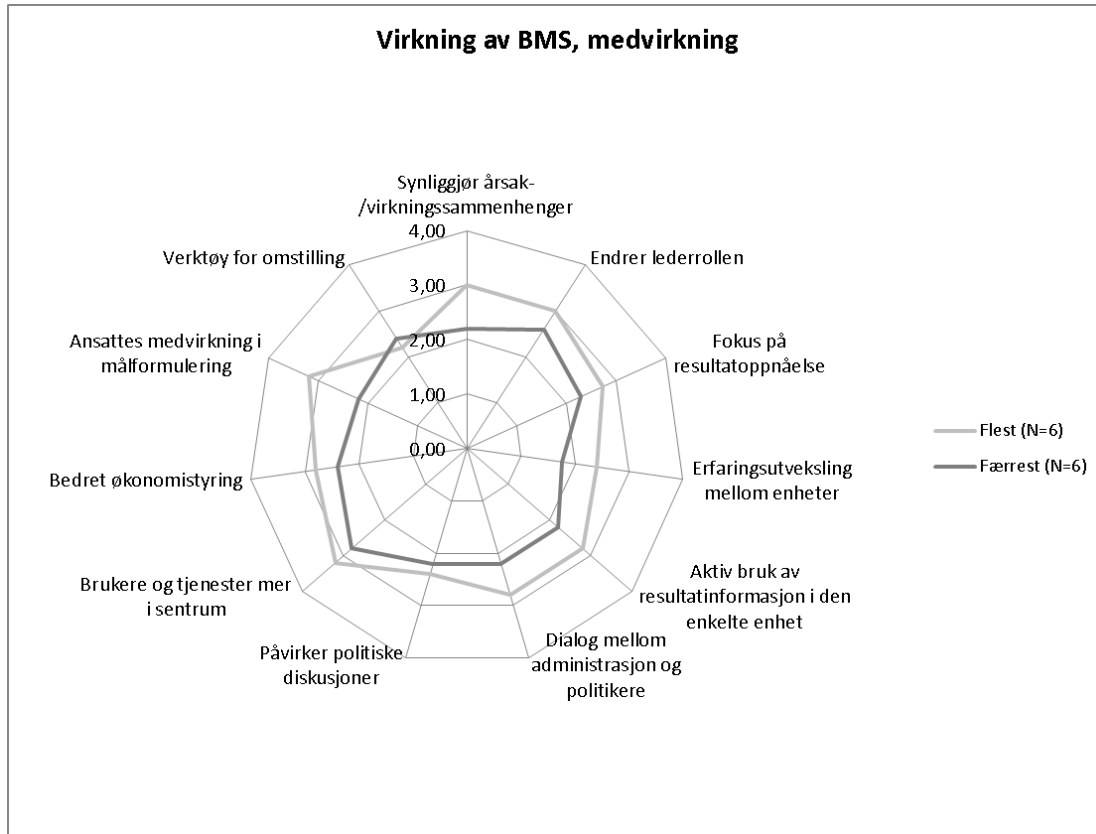 Virkning av BMS, medvirkning
Synliggjør årsak-
/virkningssammenhenger
Endrer lederrollen
Fokus på
resultatoppnåelse
Erfaringsutveksling
mellom enheter
Aktiv bruk av
resultatinformasjon i den
enkelte enhet
Dialog mellom
administrasjon og
politikere
Påvirker politiske
diskusjoner
Brukere og tjenester mer
i sentrum
Bedret økonomistyring
Ansattes medvirkning i
målformulering
Verktøy for omstilling
4,00
3,00
2,00
1,00
0,00
Flest (N=6)
Færrest (N=6)